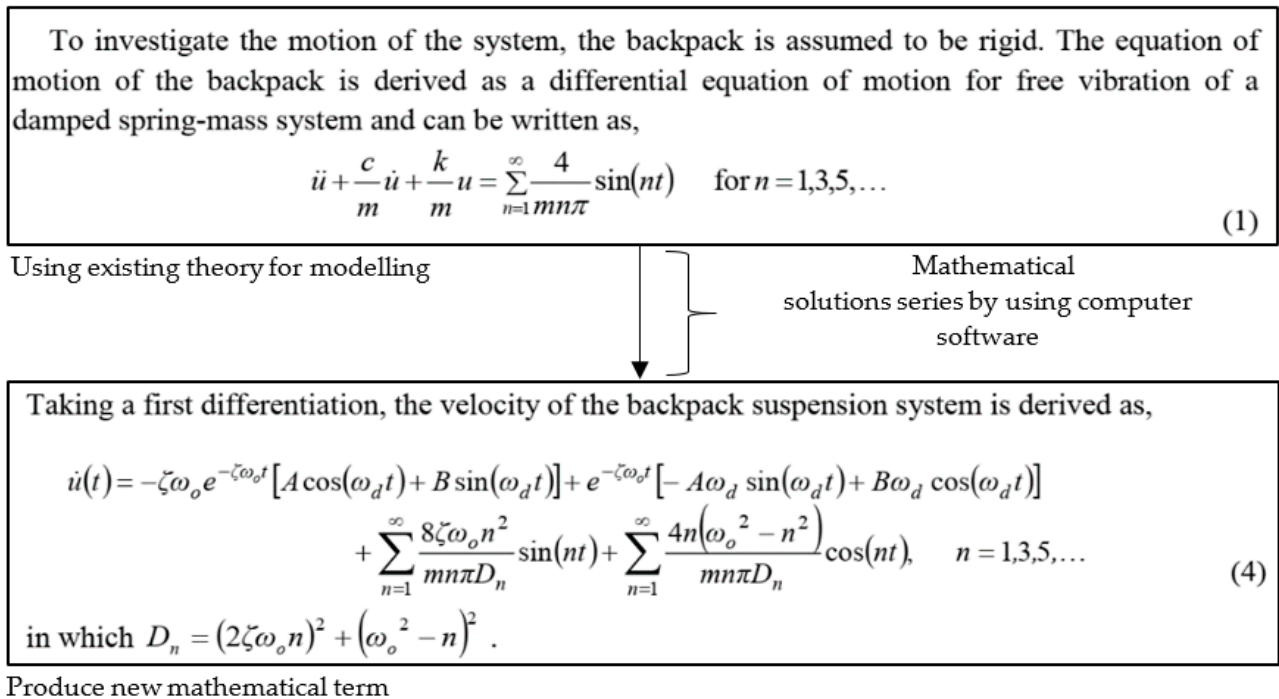 To investigate the motion of the system, the backpack is assumed to be rigid. The equation of
motion of the backpack is derived as a differential equation of motion for free vibration of a
damped spring-mass system and can be written as,
ü + c/m u̇ + k/m u = ∑_{n=1}^{∞} 4/(mnπ) sin(nt) for n = 1,3,5,…
(1)
Using existing theory for modelling
Mathematical
solutions series by using computer
software
Taking a first differentiation, the velocity of the backpack suspension system is derived as,
u̇(t) = −ζω_o e^{−ζω_o t} [A cos(ω_d t) + B sin(ω_d t)] + e^{−ζω_o t} [− Aω_d sin(ω_d t) + Bω_d cos(ω_d t)]
+ ∑_{n=1}^{∞} 8ζω_o n²/(mnπD_n) sin(nt) + ∑_{n=1}^{∞} 4n(ω_o² − n²)/(mnπD_n) cos(nt), n = 1,3,5,…
(4)
in which D_n = (2ζω_o n)² + (ω_o² − n)² .
Produce new mathematical term